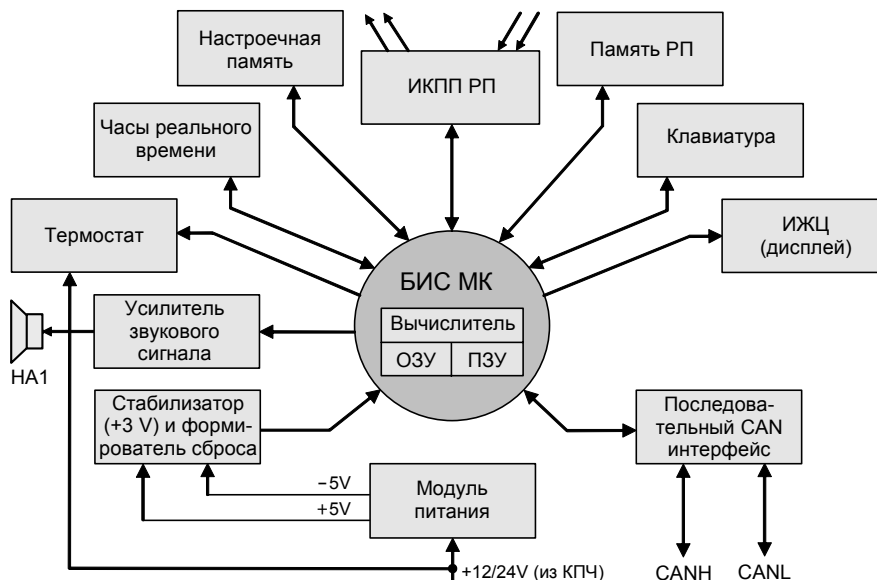 Настроечная
память
ИКПП РП
Память РП
Часы реального
времени
Клавиатура
Термостат
ИЖЦ
(дисплей)
БИС МК
Вычислитель
ОЗУ
ПЗУ
Усилитель
звукового
сигнала
НА1
Стабилизатор
(+3 V) и форми-
рователь сброса
Последова-
тельный CAN
интерфейс
−5V
+5V
Модуль
питания
+12/24V (из КПЧ)
CANH
CANL